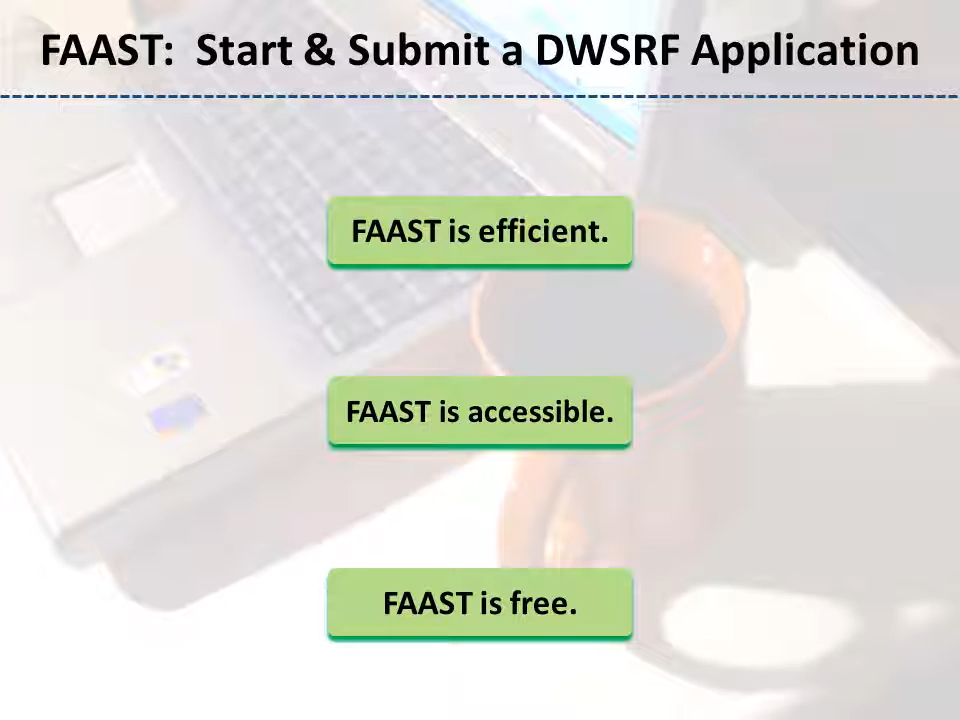 FAAST:  Start & Submit a DWSRF Application
FAAST is efficient.
FAAST is accessible.
FAAST is free.